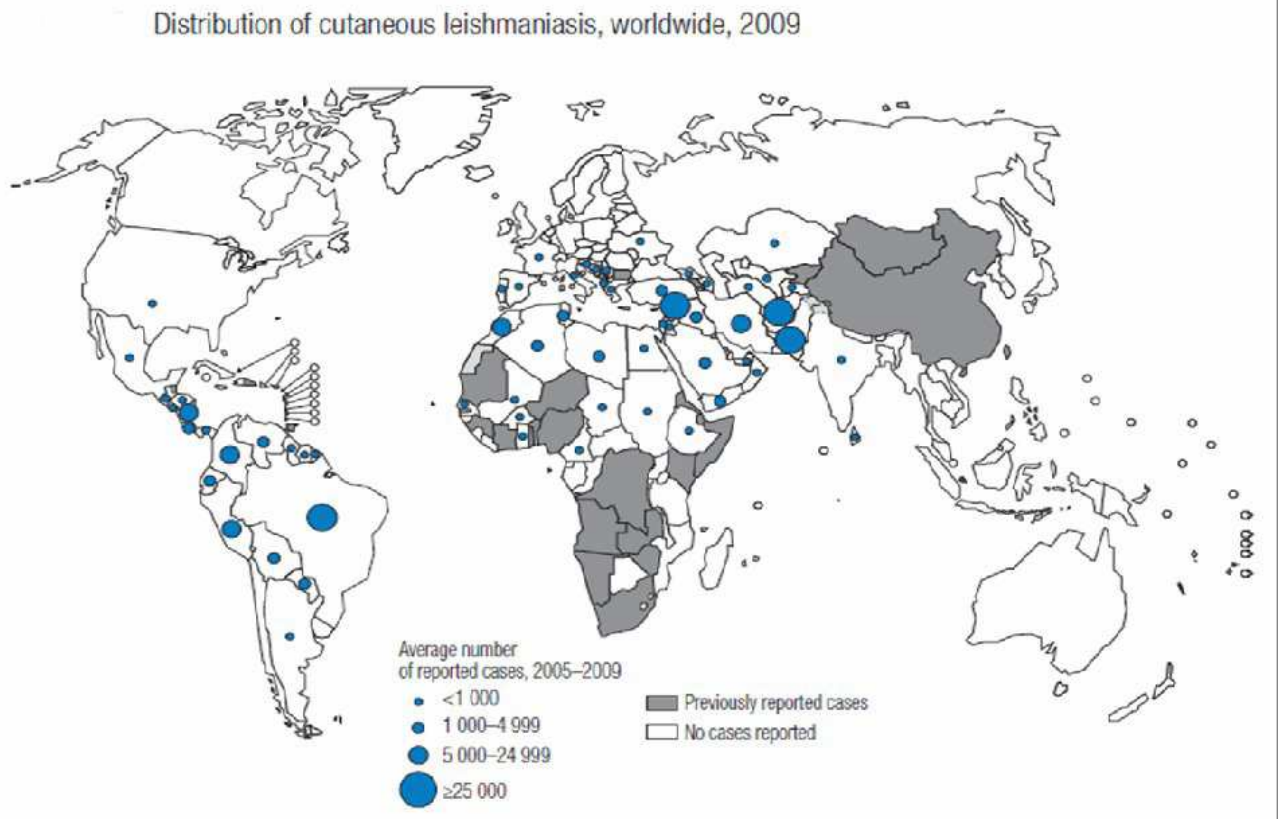 Distribution of cutaneous leishmaniasis, worldwide, 2009
Average number
of reported cases, 2005–2009
<1 000
1 000–4 999
5 000–24 999
≥25 000
Previously reported cases
No cases reported